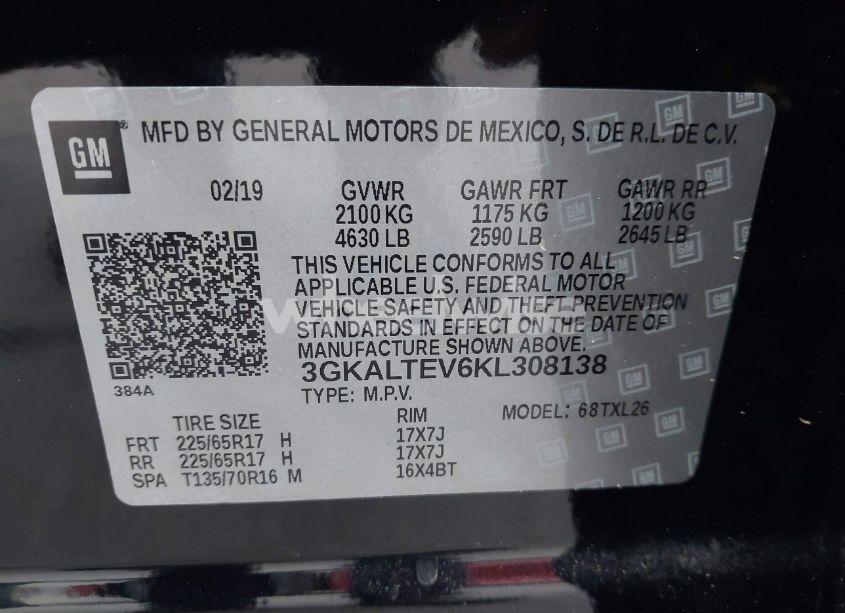 GM
®
MFD BY GENERAL MOTORS DE MEXICO, S. DE R.L. DE C.V.
02/19 GVWR GAWR FRT GAWR RR
2100 KG 1175 KG 1200 KG
4630 LB 2590 LB 2645 LB
THIS VEHICLE CONFORMS TO ALL
APPLICABLE U.S. FEDERAL MOTOR
VEHICLE SAFETY AND THEFT PREVENTION
STANDARDS IN EFFECT ON THE DATE OF
MANUFACTURE SHOWN ABOVE.
3GKALTEV6KL308138
384A
TYPE: M.P.V. MODEL: 68TXL26
TIRE SIZE RIM
FRT 225/65R17 H 17X7J
RR 225/65R17 H 17X7J
SPA T135/70R16 M 16X4BT